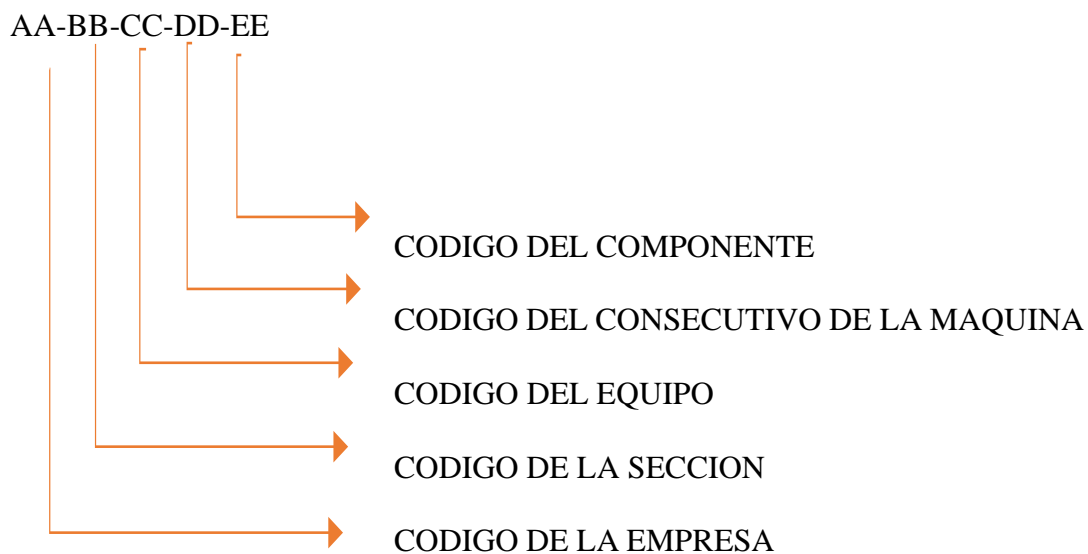 AA-BB-CC-DD-EE
CODIGO DEL COMPONENTE
CODIGO DEL CONSECUTIVO DE LA MAQUINA
CODIGO DEL EQUIPO
CODIGO DE LA SECCION
CODIGO DE LA EMPRESA